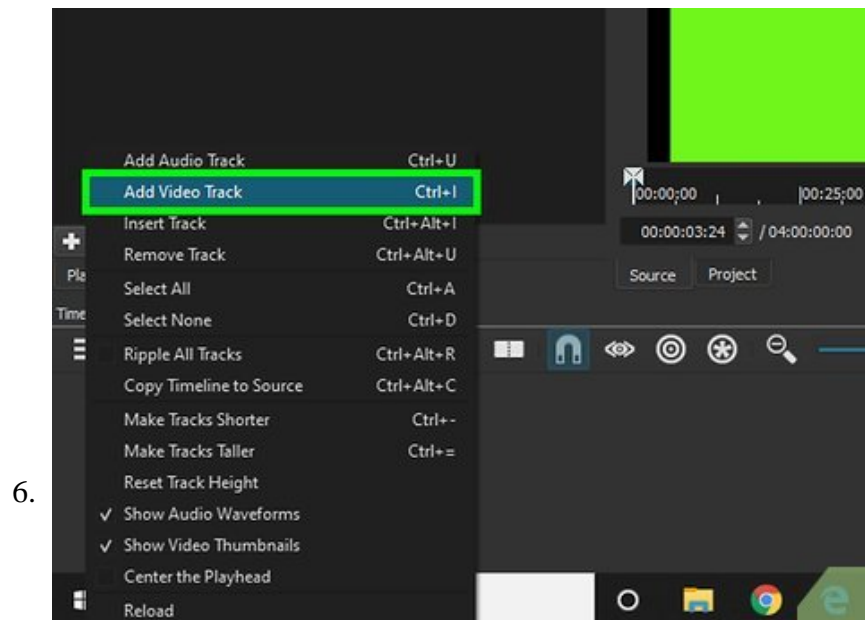 Add Audio Track Ctrl+U
Add Video Track Ctrl+I
Insert Track Ctrl+Alt+I
Remove Track Ctrl+Alt+U
Select All Ctrl+A
Select None Ctrl+D
Ripple All Tracks Ctrl+Alt+R
Copy Timeline to Source Ctrl+Alt+C
Make Tracks Shorter Ctrl+-
Make Tracks Taller Ctrl+=
Reset Track Height
✓ Show Audio Waveforms
✓ Show Video Thumbnails
Center the Playhead
Reload
00:00;00 00:25;00
00:00:03:24 / 04:00:00:00
Source Project
Pla
Time
6.